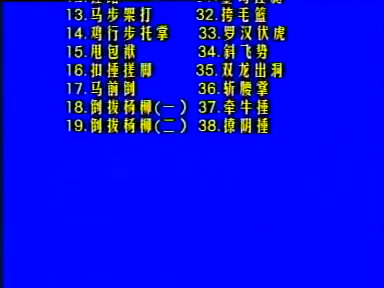 13.马步架打 32.挎毛篮
14.鸡行步托掌 33.罗汉伏虎
15.甩包袱 34.斜飞势
16.扣捶搓脚 35.双龙出洞
17.马前倒 36.斩腰掌
18.倒拔杨柳(一) 37.牵牛捶
19.倒拔杨柳(二) 38.撩阴捶